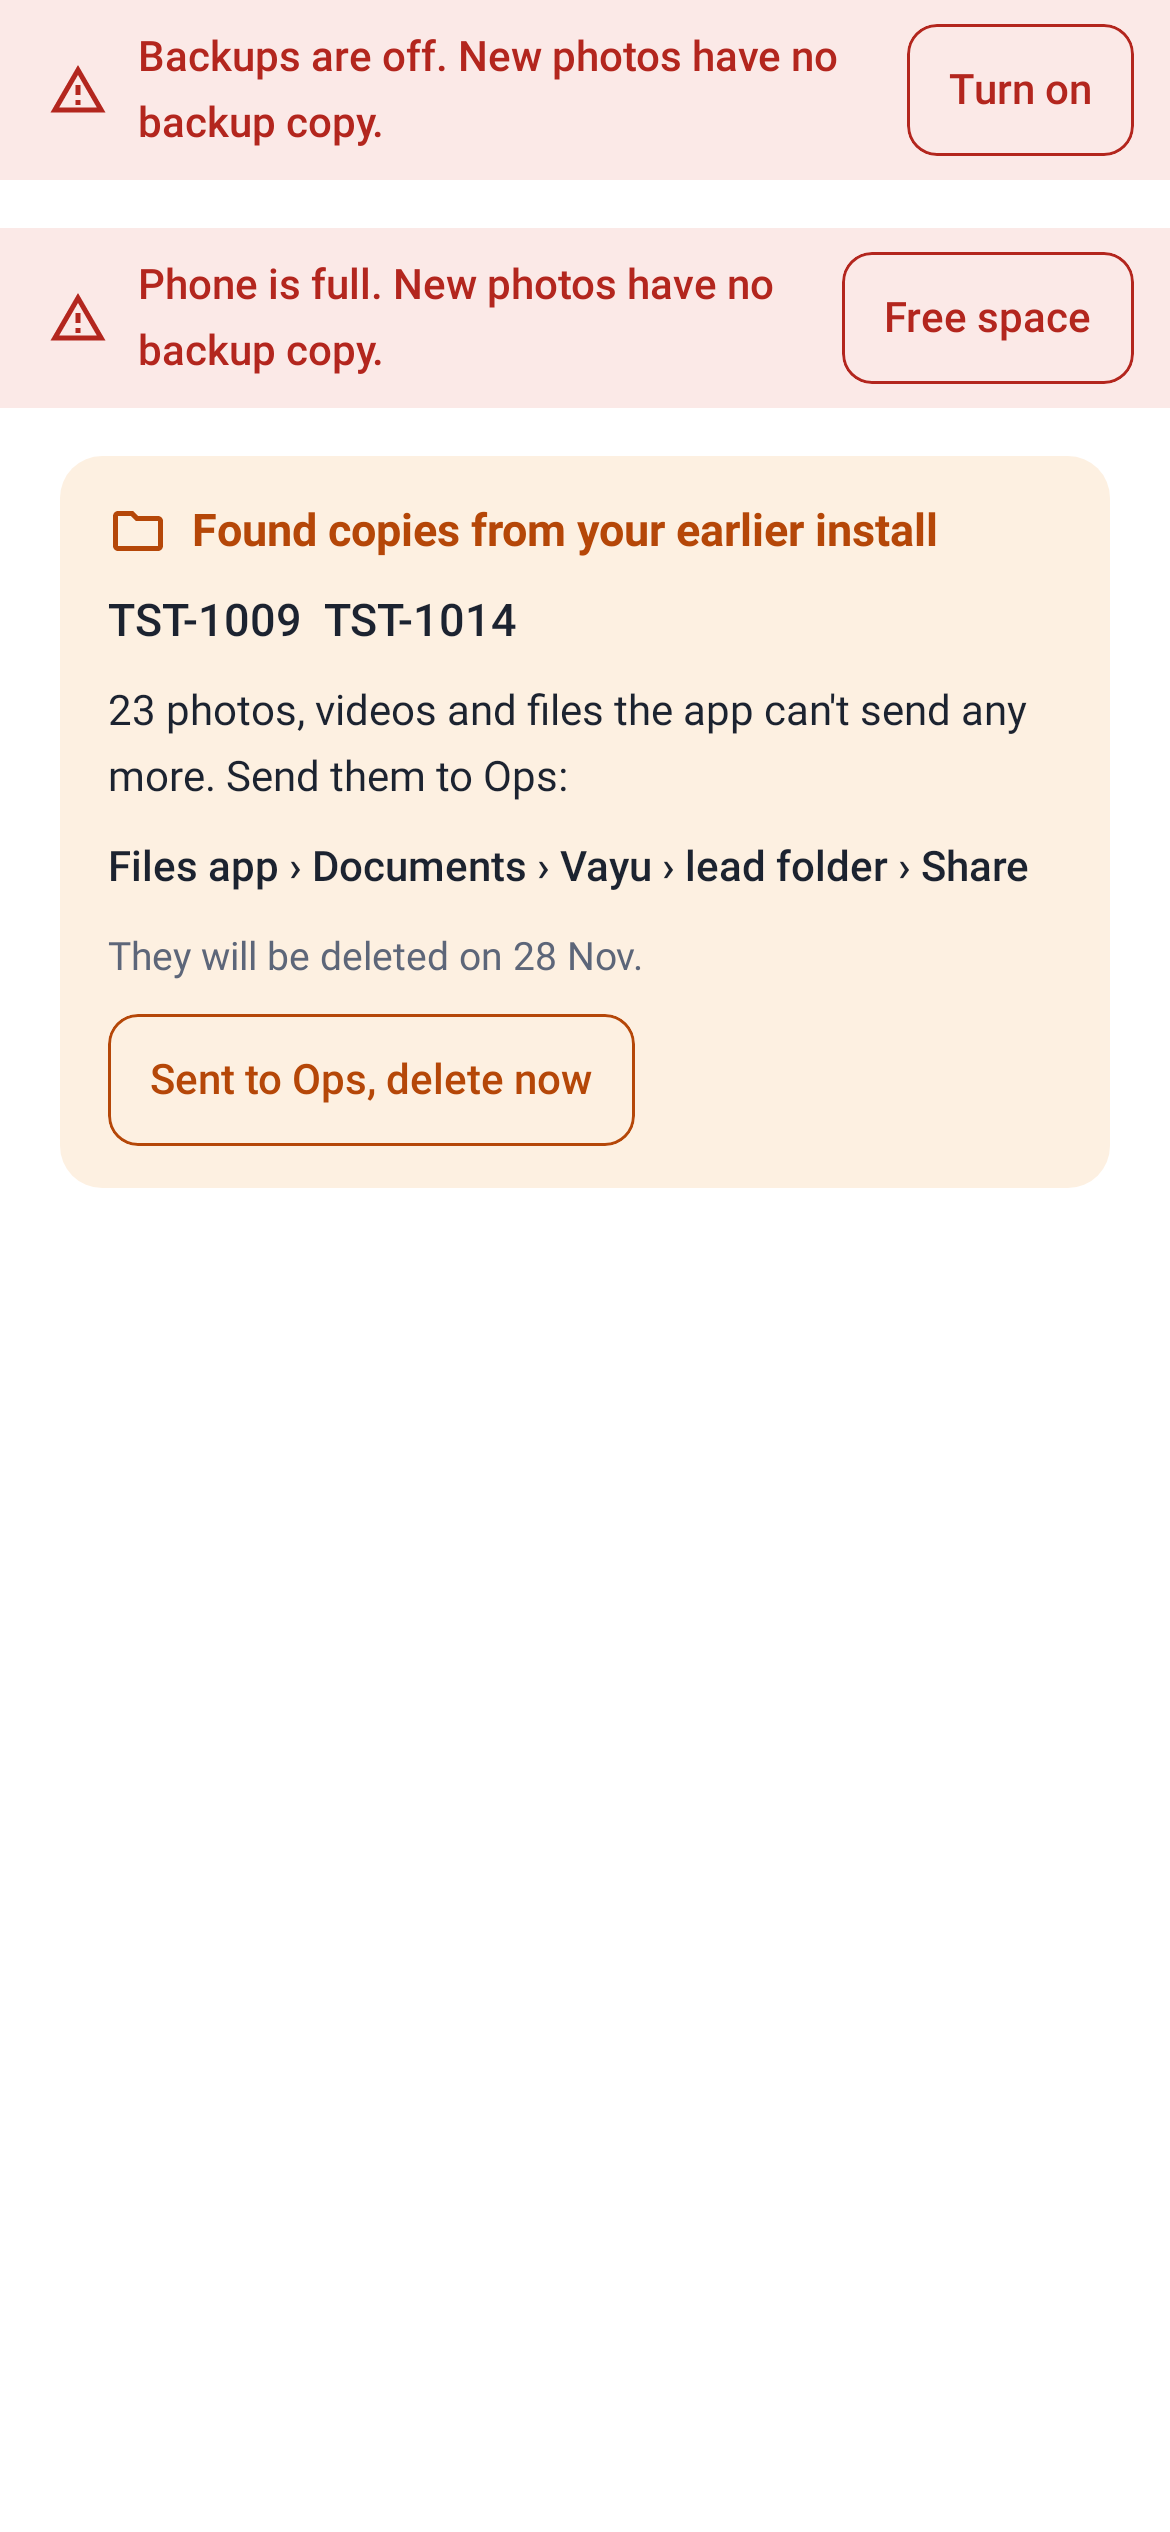 Backups are off. New photos have no
backup copy.
Turn on
Phone is full. New photos have no
backup copy.
Free space
Found copies from your earlier install
TST-1009 TST-1014
23 photos, videos and files the app can't send any
more. Send them to Ops:
Files app › Documents › Vayu › lead folder › Share
They will be deleted on 28 Nov.
Sent to Ops, delete now